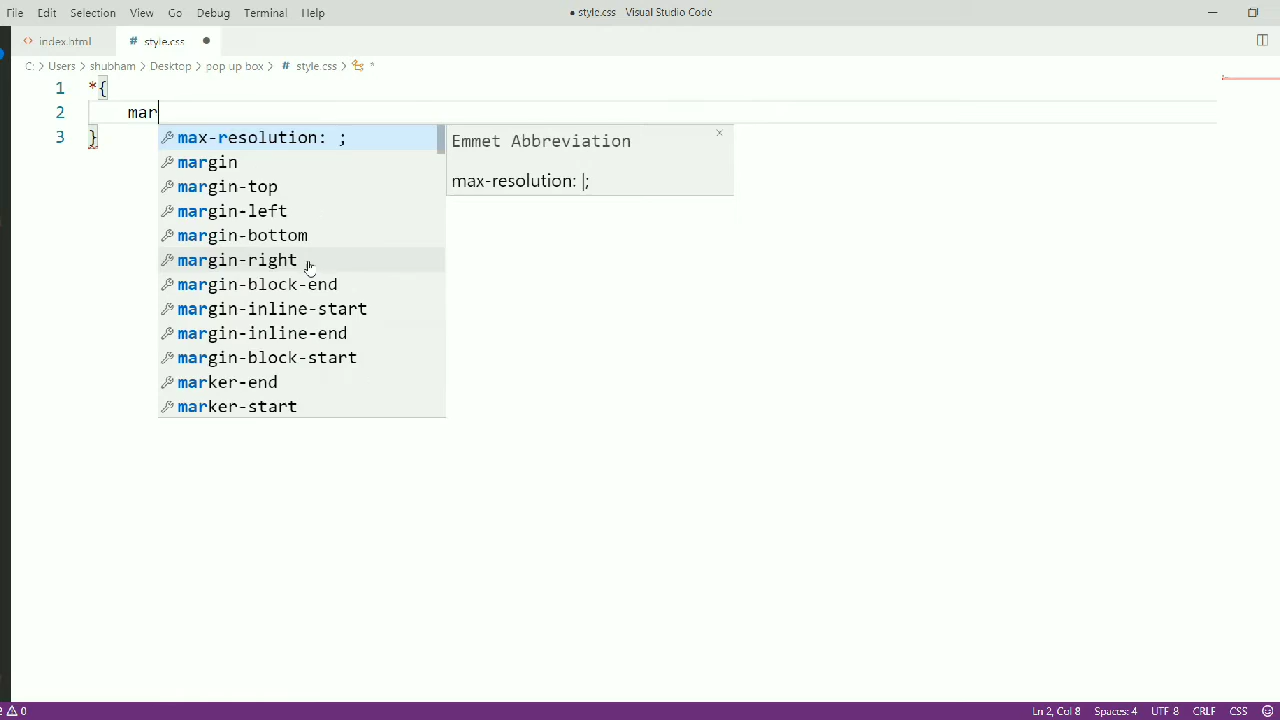 File Edit Selection View Go Debug Terminal Help ● style.css - Visual Studio Code
<> index.html # style.css ●
C: > Users > shubham > Desktop > pop up box > # style.css > *
1 *{
2 mar
3 }
max-resolution: ;
margin
margin-top
margin-left
margin-bottom
margin-right
margin-block-end
margin-inline-start
margin-inline-end
margin-block-start
marker-end
marker-start
Emmet Abbreviation ×
max-resolution: |;
0 Ln 2, Col 8 Spaces: 4 UTF 8 CRLF CSS